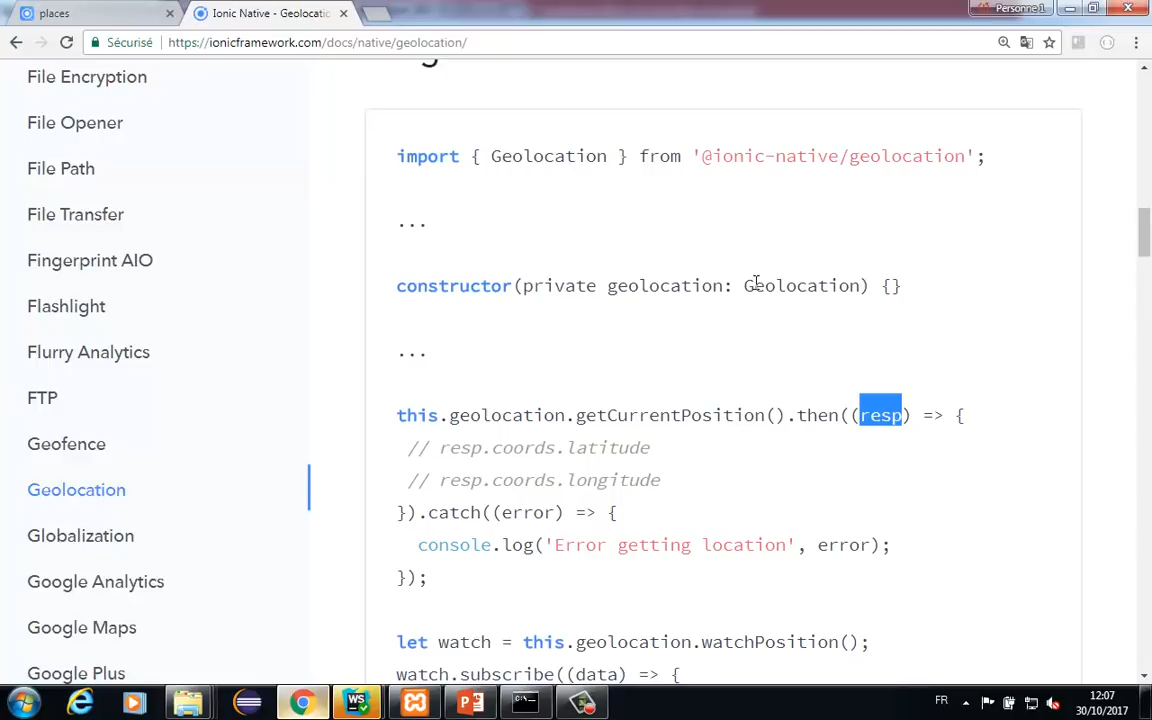 places
Ionic Native - Geolocatic
Personne 1
Sécurisé
https://ionicframework.com/docs/native/geolocation/
File Encryption
File Opener
File Path
File Transfer
Fingerprint AIO
Flashlight
Flurry Analytics
FTP
Geofence
Geolocation
Globalization
Google Analytics
Google Maps
Google Plus
import { Geolocation } from '@ionic-native/geolocation';
...
constructor(private geolocation: Geolocation) {}
...
this.geolocation.getCurrentPosition().then((resp) => {
// resp.coords.latitude
// resp.coords.longitude
}).catch((error) => {
console.log('Error getting location', error);
});
let watch = this.geolocation.watchPosition();
watch.subscribe((data) => {
FR
12:07
30/10/2017